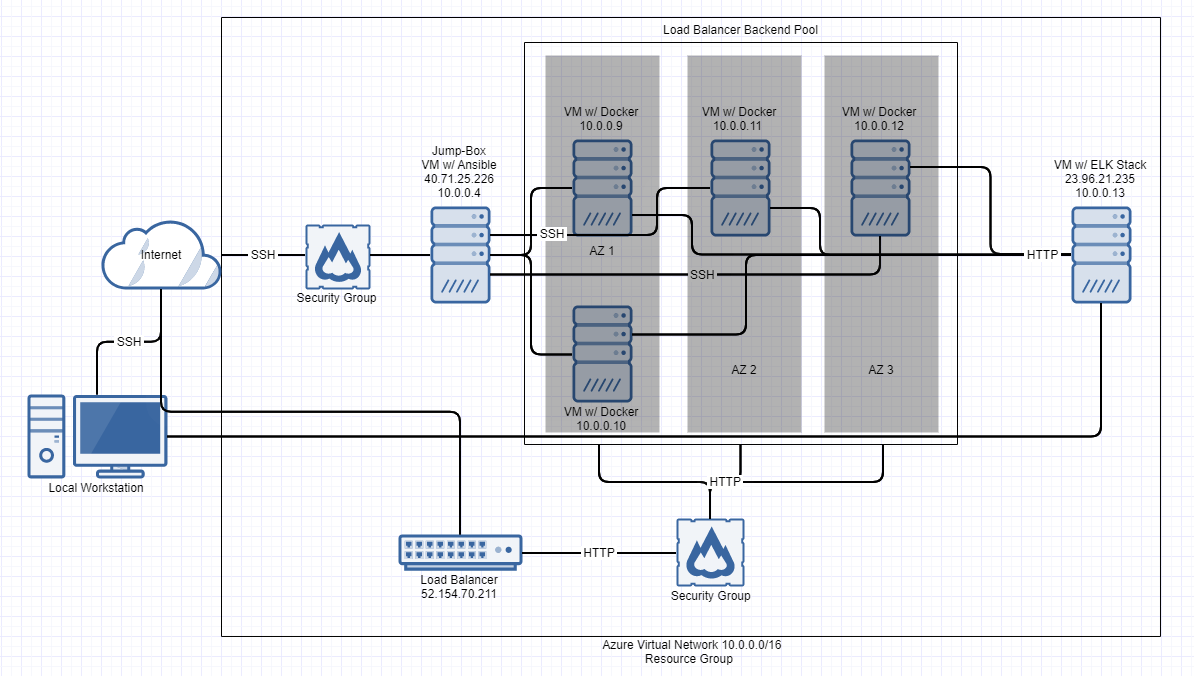 Load Balancer Backend Pool
VM w/ Docker
10.0.0.9
VM w/ Docker
10.0.0.11
VM w/ Docker
10.0.0.12
Jump-Box
VM w/ Ansible
40.71.25.226
10.0.0.4
VM w/ ELK Stack
23.96.21.235
10.0.0.13
Internet
SSH
SSH
AZ 1
HTTP
SSH
Security Group
SSH
AZ 2
AZ 3
VM w/ Docker
10.0.0.10
Local Workstation
HTTP
HTTP
Load Balancer
52.154.70.211
Security Group
Azure Virtual Network 10.0.0.0/16
Resource Group